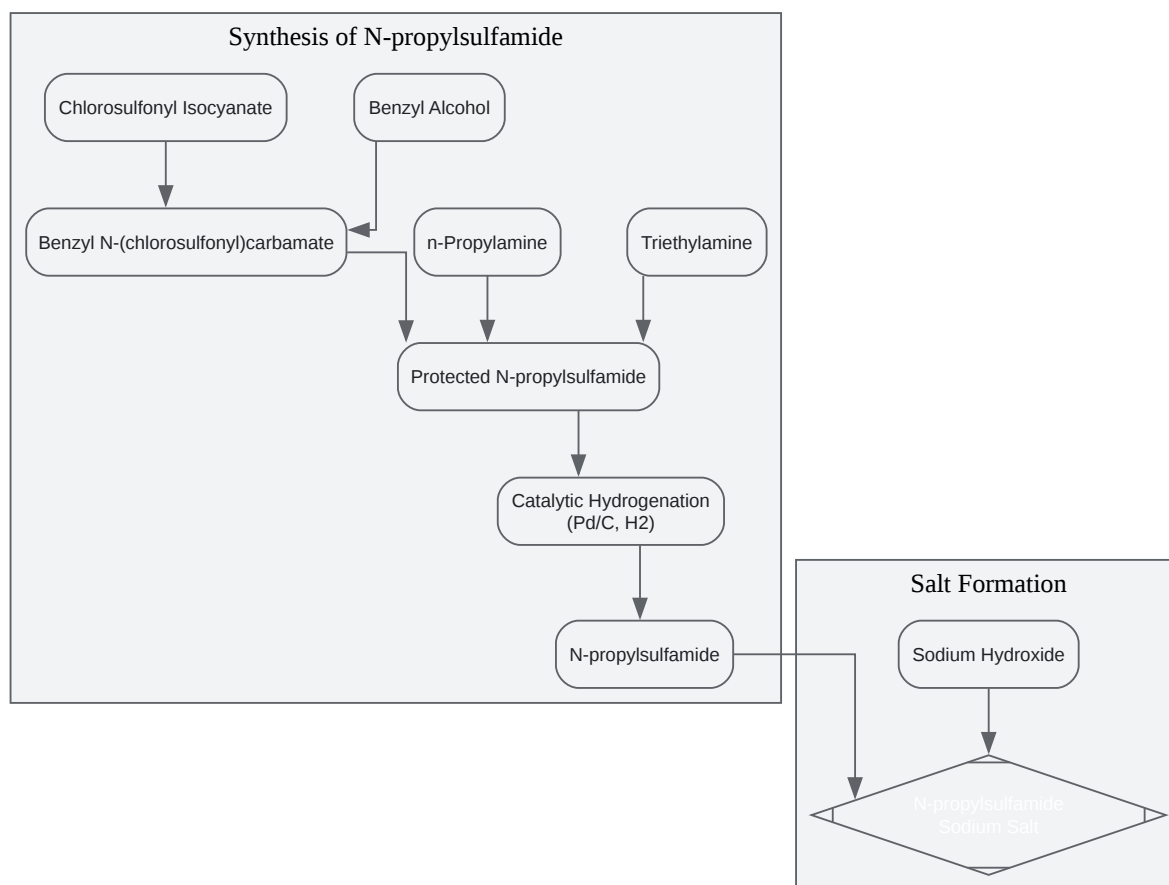 Synthesis of N-propylsulfamide
Chlorosulfonyl Isocyanate
Benzyl Alcohol
Benzyl N-(chlorosulfonyl)carbamate
n-Propylamine
Triethylamine
Protected N-propylsulfamide
Catalytic Hydrogenation
(Pd/C, H2)
N-propylsulfamide
Salt Formation
Sodium Hydroxide
N-propylsulfamide
Sodium Salt